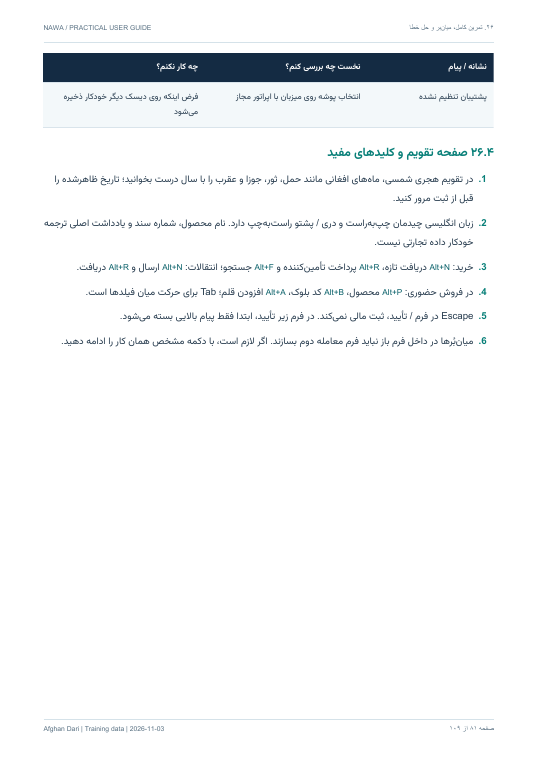 NAWA / PRACTICAL USER GUIDE
۲۶. تمرین کامل، میان‌بر و حل خطا
نشانه / پیام	نخست چه بررسی کنم؟	چه کار نکنم؟
پشتیبان تنظیم نشده	انتخاب پوشه روی میزبان با اپراتور مجاز	فرض اینکه روی دیسک دیگر خودکار ذخیره
می‌شود
۲۶.۴ صفحه تقویم و کلیدهای مفید
1. در تقویم هجری شمسی، ماه‌های افغانی مانند حمل، ثور، جوزا و عقرب را با سال درست بخوانید؛ تاریخ ظاهرشده را
قبل از ثبت مرور کنید.
2. زبان انگلیسی چیدمان چپ‌به‌راست و دری / پشتو راست‌به‌چپ دارد. نام محصول، شماره سند و یادداشت اصلی ترجمه
خودکار داده تجارتی نیست.
3. خرید: Alt+N دریافت تازه، Alt+R پرداخت تأمین‌کننده و Alt+F جستجو؛ انتقالات: Alt+N ارسال و Alt+R دریافت.
4. در فروش حضوری: Alt+P محصول، Alt+B کد بلوک، Alt+A افزودن قلم؛ Tab برای حرکت میان فیلدها است.
5. Escape در فرم / تأیید، ثبت مالی نمی‌کند. در فرم زیر تأیید، ابتدا فقط پیام بالایی بسته می‌شود.
6. میان‌بُرها در داخل فرم باز نباید فرم معامله دوم بسازند. اگر لازم است، با دکمه مشخص همان کار را ادامه دهید.
Afghan Dari | Training data | 2026-11-03
صفحه ۸۱ از ۱۰۹